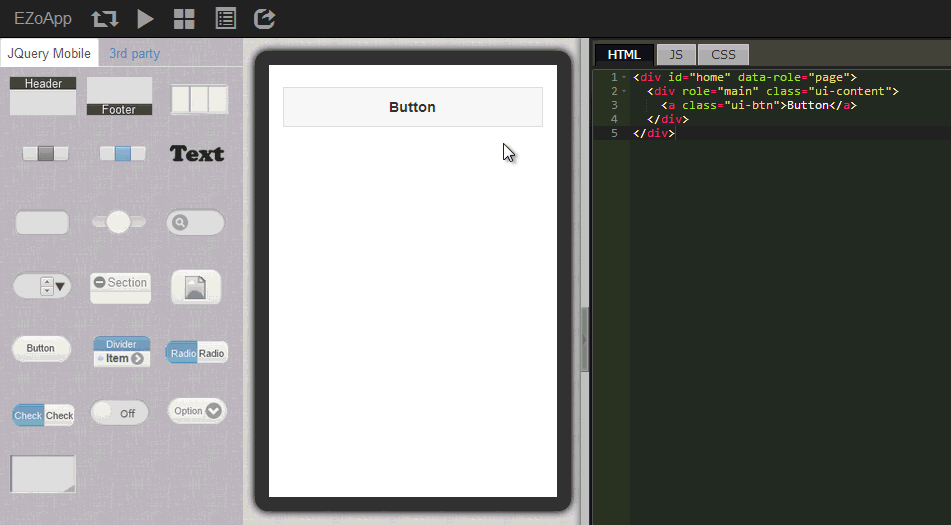 EZoApp
JQuery Mobile 3rd party
Header
Footer
Text
Section
Button
Divider
Item
Radio Radio
Check Check
Off
Option
Button
HTML JS CSS
1 <div id="home" data-role="page">
2 <div role="main" class="ui-content">
3 <a class="ui-btn">Button</a>
4 </div>
5 </div>